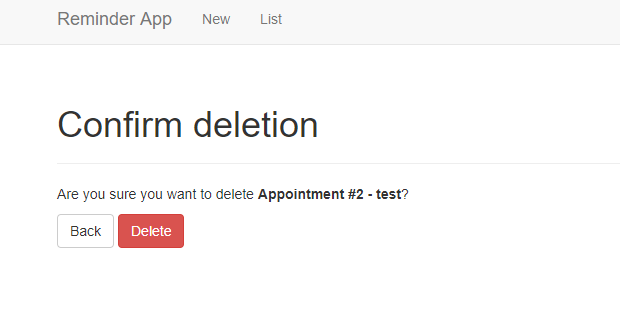 Reminder App New List
Confirm deletion
Are you sure you want to delete Appointment #2 - test?
Back Delete